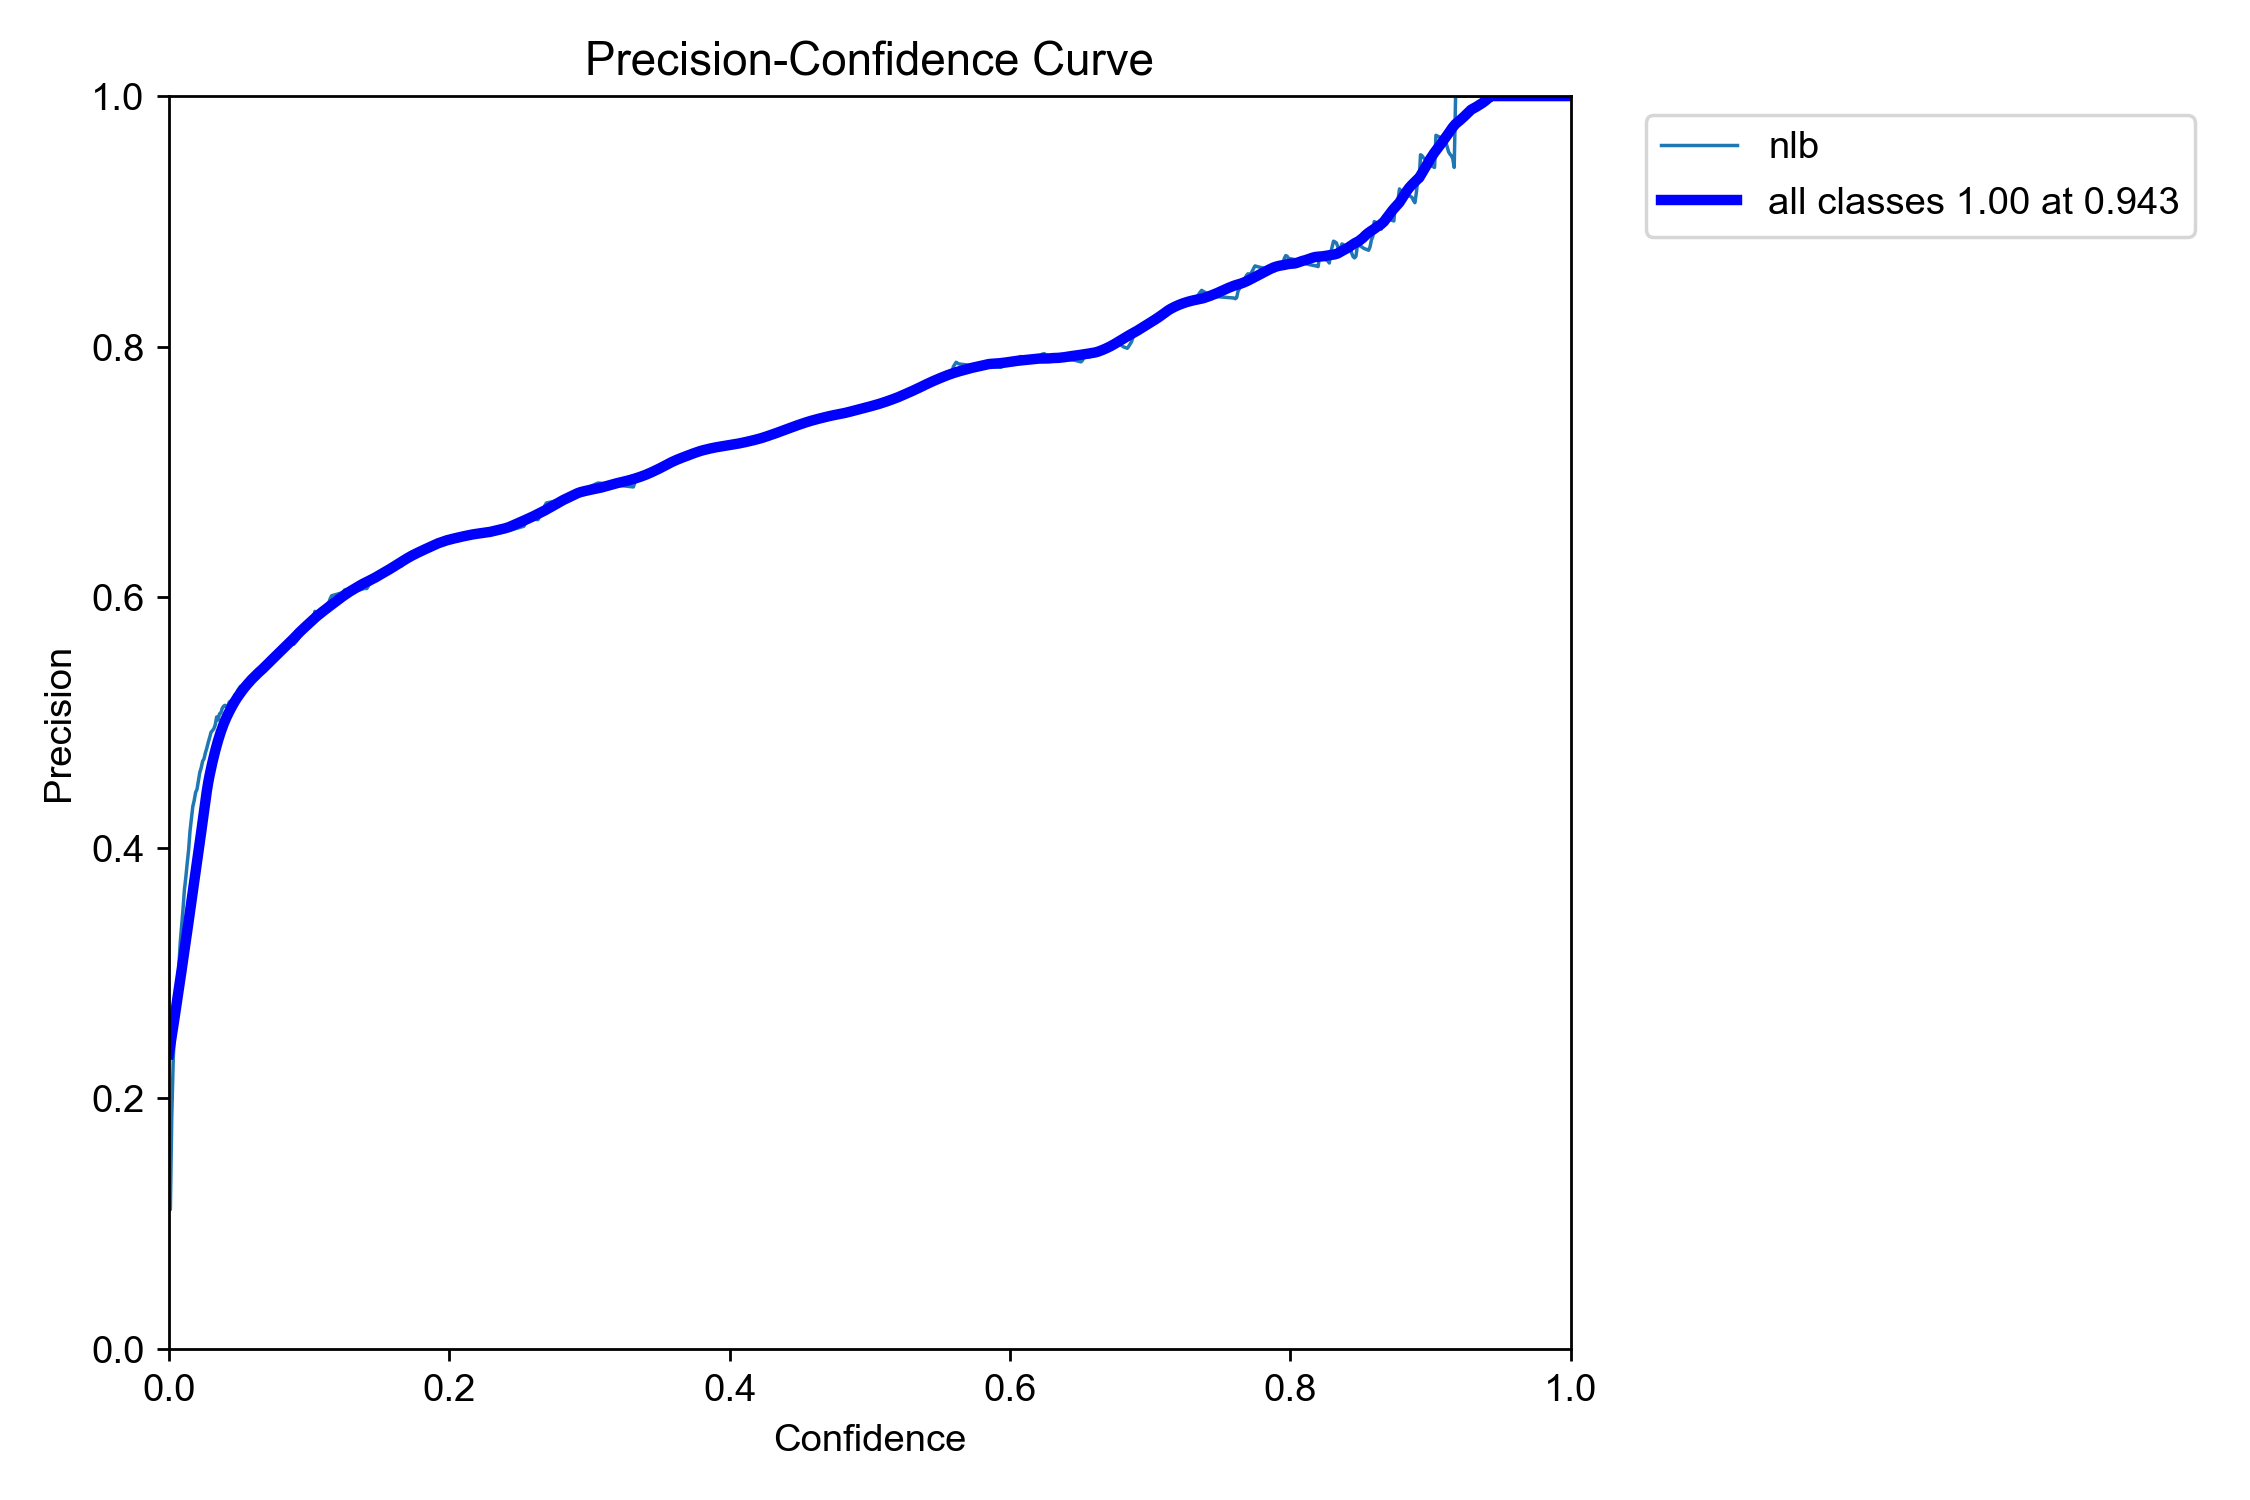 Precision-Confidence Curve
1.0
0.8
0.6
0.4
0.2
0.0
Precision
0.0 0.2 0.4 0.6 0.8 1.0
Confidence
nlb
all classes 1.00 at 0.943